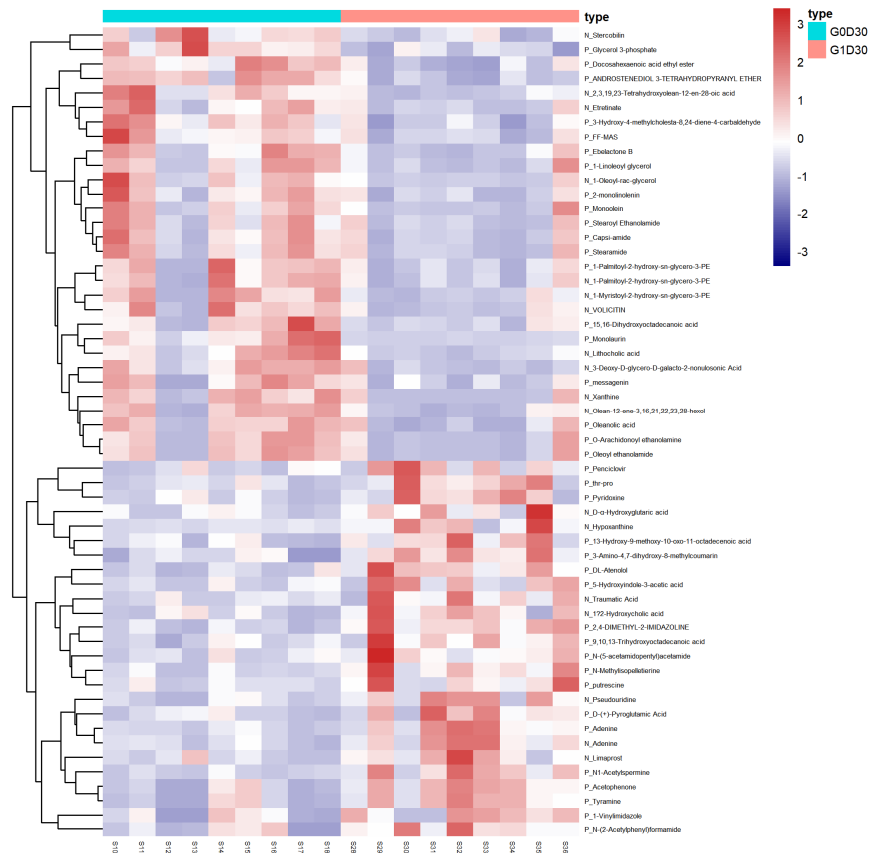 type
type
G0D30
G1D30
3
2
1
0
-1
-2
-3
N_Stercobilin
P_Glycerol 3-phosphate
P_Docosahexaenoic acid ethyl ester
P_ANDROSTENEDIOL 3-TETRAHYDROPYRANYL ETHER
N_2,3,19,23-Tetrahydroxyolean-12-en-28-oic acid
N_Etretinate
P_3-Hydroxy-4-methylcholesta-8,24-diene-4-carbaldehyde
P_FF-MAS
P_Ebelactone B
P_1-Linoleoyl glycerol
N_1-Oleoyl-rac-glycerol
P_2-monolinolenin
P_Monoolein
P_Stearoyl Ethanolamide
P_Capsi-amide
P_Stearamide
P_1-Palmitoyl-2-hydroxy-sn-glycero-3-PE
N_1-Palmitoyl-2-hydroxy-sn-glycero-3-PE
N_1-Myristoyl-2-hydroxy-sn-glycero-3-PE
N_VOLICITIN
P_15,16-Dihydroxyoctadecanoic acid
P_Monolaurin
N_Lithocholic acid
N_3-Deoxy-D-glycero-D-galacto-2-nonulosonic Acid
P_messagenin
N_Xanthine
N_Olean-12-ene-3,16,21,22,23,28-hexol
P_Oleanolic acid
P_O-Arachidonoyl ethanolamine
P_Oleoyl ethanolamide
P_Penciclovir
P_thr-pro
P_Pyridoxine
N_D-α-Hydroxyglutaric acid
N_Hypoxanthine
P_13-Hydroxy-9-methoxy-10-oxo-11-octadecenoic acid
P_3-Amino-4,7-dihydroxy-8-methylcoumarin
P_DL-Atenolol
P_5-Hydroxyindole-3-acetic acid
N_Traumatic Acid
N_1?2-Hydroxycholic acid
P_2,4-DIMETHYL-2-IMIDAZOLINE
P_9,10,13-Trihydroxyoctadecanoic acid
P_N-(5-acetamidopentyl)acetamide
P_N-Methylisopelletierine
P_putrescine
N_Pseudouridine
P_D-(+)-Pyroglutamic Acid
P_Adenine
N_Adenine
N_Limaprost
P_N1-Acetylspermine
P_Acetophenone
P_Tyramine
P_1-Vinylimidazole
P_N-(2-Acetylphenyl)formamide
S10
S11
S12
S13
S14
S15
S16
S17
S18
S28
S29
S30
S31
S32
S33
S34
S35
S36